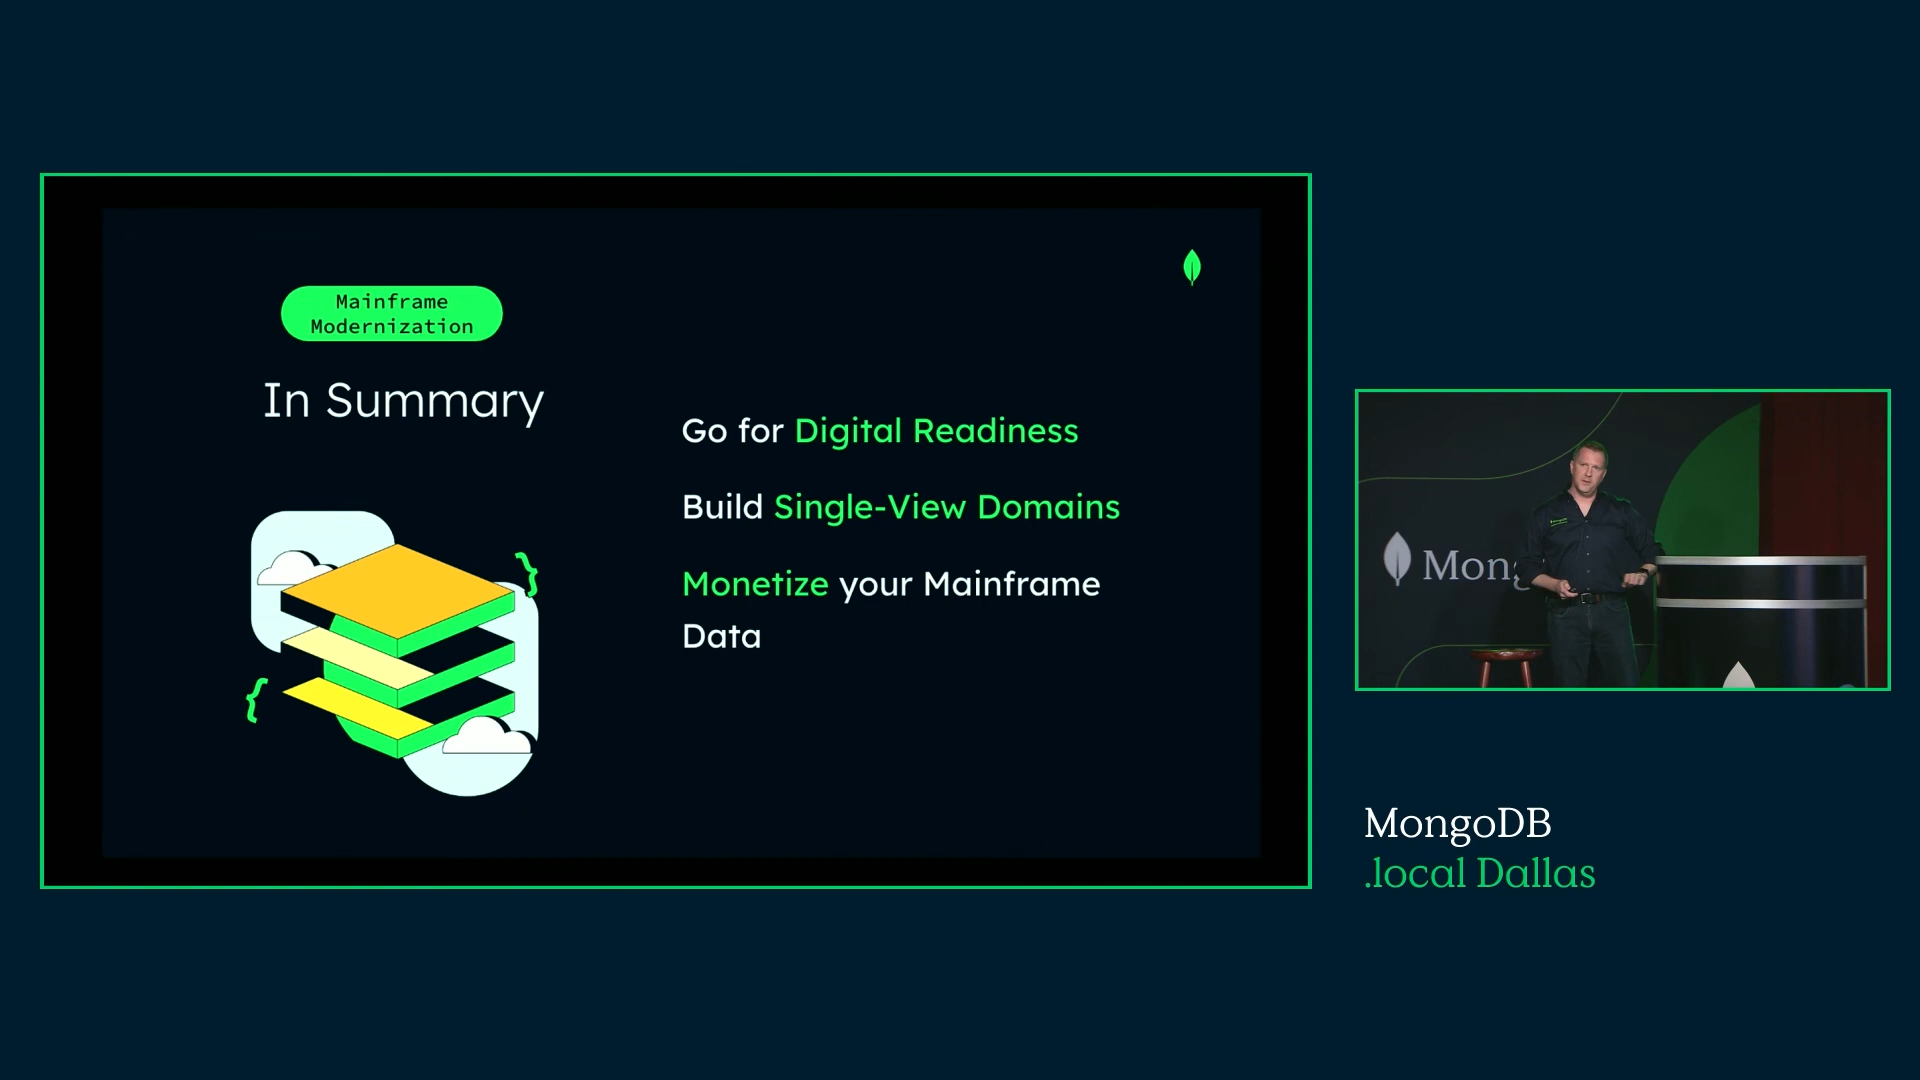 Mainframe
Modernization
In Summary
Go for Digital Readiness
Build Single-View Domains
Monetize your Mainframe
Data
}
{
Mong
MongoDB
.local Dallas